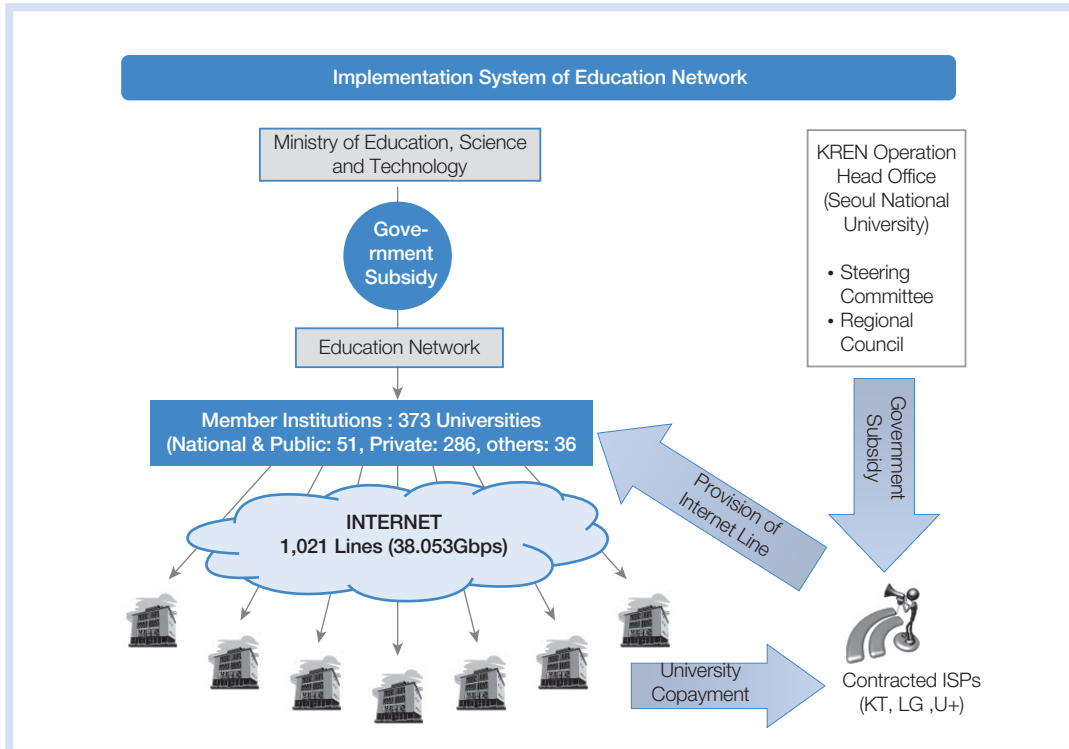 Implementation System of Education Network
Ministry of Education, Science
and Technology
Gove-
rnment
Subsidy
Education Network
Member Institutions : 373 Universities
(National & Public: 51, Private: 286, others: 36
INTERNET
1,021 Lines (38.053Gbps)
KREN Operation
Head Office
(Seoul National
University)
• Steering
Committee
• Regional
Council
Government
Subsidy
Provision of
Internet Line
University
Copayment
Contracted ISPs
(KT, LG ,U+)